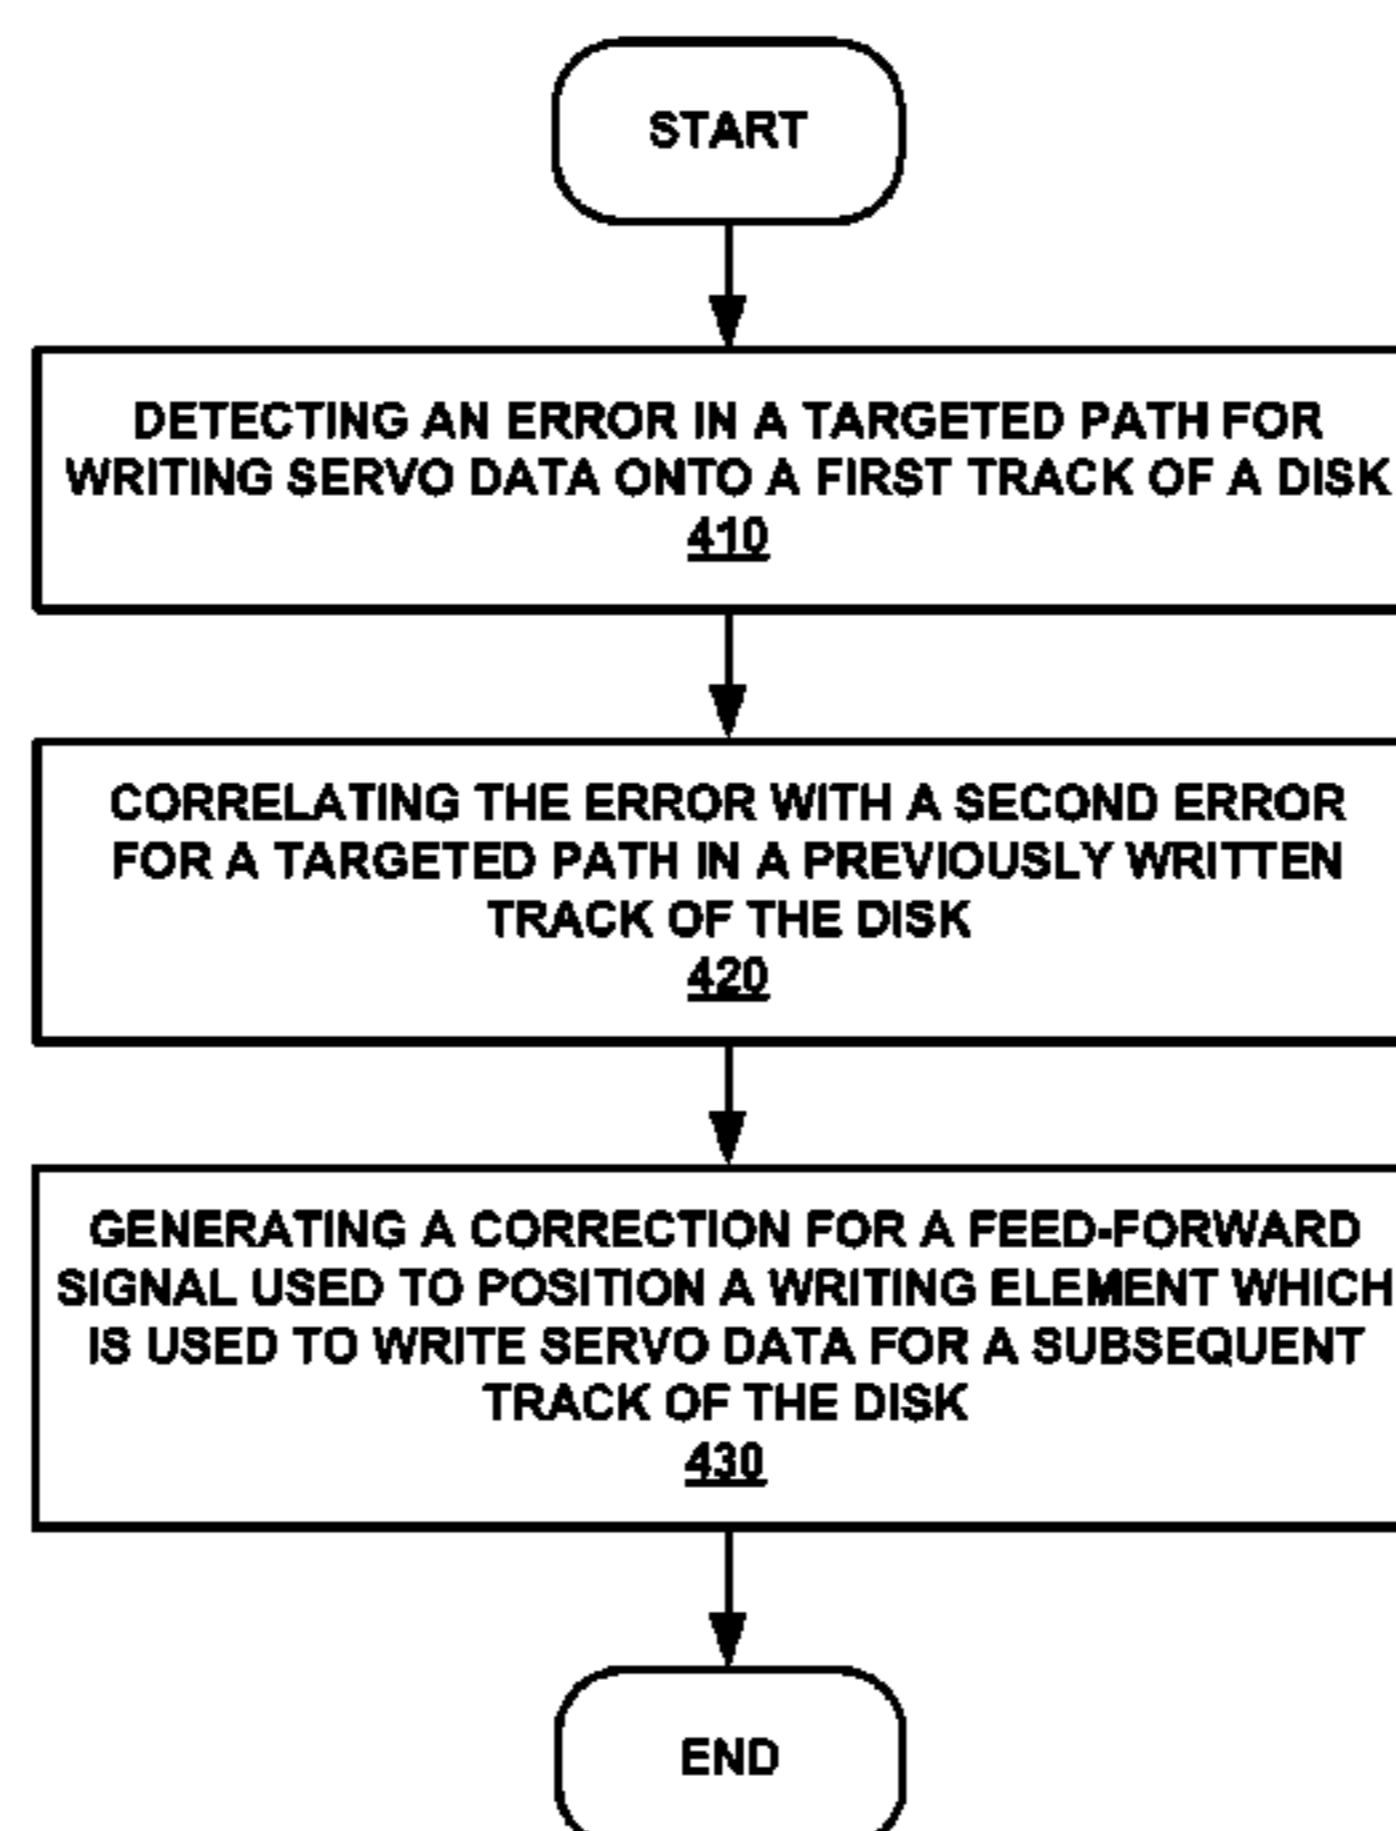 START
DETECTING AN ERROR IN A TARGETED PATH FOR
WRITING SERVO DATA ONTO A FIRST TRACK OF A DISK
410
CORRELATING THE ERROR WITH A SECOND ERROR
FOR A TARGETED PATH IN A PREVIOUSLY WRITTEN
TRACK OF THE DISK
420
GENERATING A CORRECTION FOR A FEED-FORWARD
SIGNAL USED TO POSITION A WRITING ELEMENT WHICH
IS USED TO WRITE SERVO DATA FOR A SUBSEQUENT
TRACK OF THE DISK
430
END